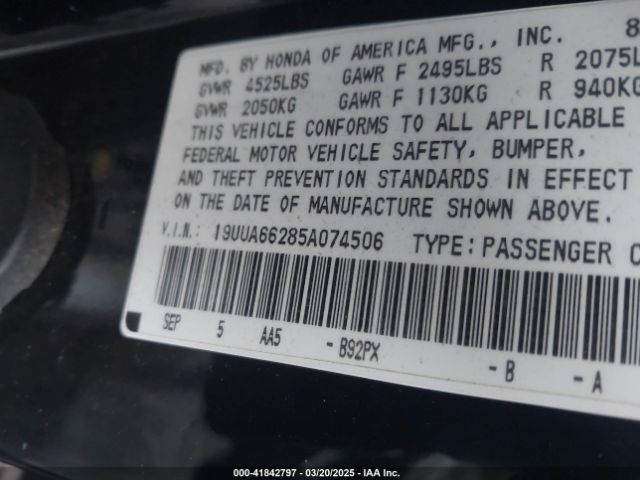 MFD. BY HONDA OF AMERICA MFG., INC. 8
GVWR 4525LBS GAWR F 2495LBS R 2075L
GVWR 2050KG GAWR F 1130KG R 940KG
THIS VEHICLE CONFORMS TO ALL APPLICABLE
FEDERAL MOTOR VEHICLE SAFETY, BUMPER,
AND THEFT PREVENTION STANDARDS IN EFFECT
ON THE DATE OF MANUFACTURE SHOWN ABOVE.
V.I.N.: 19UUA66285A074506 TYPE:PASSENGER C
SEP 5 AA5 - B92PX - B - A
000-41842797 — 03/20/2025 — IAA Inc.